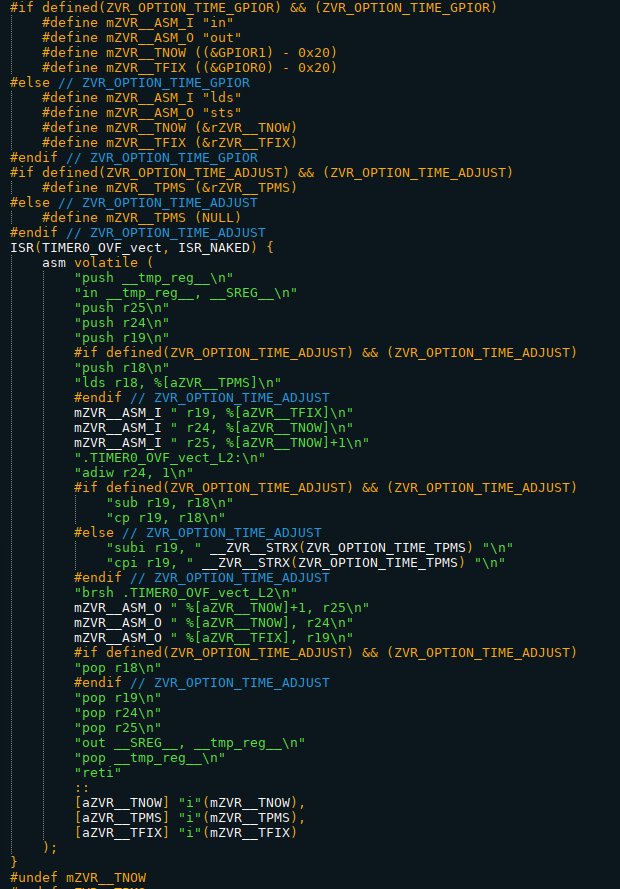 #if defined(ZVR_OPTION_TIME_GPIOR) && (ZVR_OPTION_TIME_GPIOR)
#define mZVR__ASM_I "in"
#define mZVR__ASM_O "out"
#define mZVR__TNOW ((&GPIOR1) - 0x20)
#define mZVR__TFIX ((&GPIOR0) - 0x20)
#else // ZVR_OPTION_TIME_GPIOR
#define mZVR__ASM_I "lds"
#define mZVR__ASM_O "sts"
#define mZVR__TNOW (&rZVR__TNOW)
#define mZVR__TFIX (&rZVR__TFIX)
#endif // ZVR_OPTION_TIME_GPIOR
#if defined(ZVR_OPTION_TIME_ADJUST) && (ZVR_OPTION_TIME_ADJUST)
#define mZVR__TPMS (&rZVR__TPMS)
#else // ZVR_OPTION_TIME_ADJUST
#define mZVR__TPMS (NULL)
#endif // ZVR_OPTION_TIME_ADJUST
ISR(TIMER0_OVF_vect, ISR_NAKED) {
asm volatile (
"push __tmp_reg__\n"
"in __tmp_reg__, __SREG__\n"
"push r25\n"
"push r24\n"
"push r19\n"
#if defined(ZVR_OPTION_TIME_ADJUST) && (ZVR_OPTION_TIME_ADJUST)
"push r18\n"
"lds r18, %[aZVR__TPMS]\n"
#endif // ZVR_OPTION_TIME_ADJUST
mZVR__ASM_I " r19, %[aZVR__TFIX]\n"
mZVR__ASM_I " r24, %[aZVR__TNOW]\n"
mZVR__ASM_I " r25, %[aZVR__TNOW]+1\n"
".TIMER0_OVF_vect_L2:\n"
"adiw r24, 1\n"
#if defined(ZVR_OPTION_TIME_ADJUST) && (ZVR_OPTION_TIME_ADJUST)
"sub r19, r18\n"
"cp r19, r18\n"
#else // ZVR_OPTION_TIME_ADJUST
"subi r19, " __ZVR__STRX(ZVR_OPTION_TIME_TPMS) "\n"
"cpi r19, " __ZVR__STRX(ZVR_OPTION_TIME_TPMS) "\n"
#endif // ZVR_OPTION_TIME_ADJUST
"brsh .TIMER0_OVF_vect_L2\n"
mZVR__ASM_O " %[aZVR__TNOW]+1, r25\n"
mZVR__ASM_O " %[aZVR__TNOW], r24\n"
mZVR__ASM_O " %[aZVR__TFIX], r19\n"
#if defined(ZVR_OPTION_TIME_ADJUST) && (ZVR_OPTION_TIME_ADJUST)
"pop r18\n"
#endif // ZVR_OPTION_TIME_ADJUST
"pop r19\n"
"pop r24\n"
"pop r25\n"
"out __SREG__, __tmp_reg__\n"
"pop __tmp_reg__\n"
"reti"
::
[aZVR__TNOW] "i"(mZVR__TNOW),
[aZVR__TPMS] "i"(mZVR__TPMS),
[aZVR__TFIX] "i"(mZVR__TFIX)
);
}
#undef mZVR__TNOW